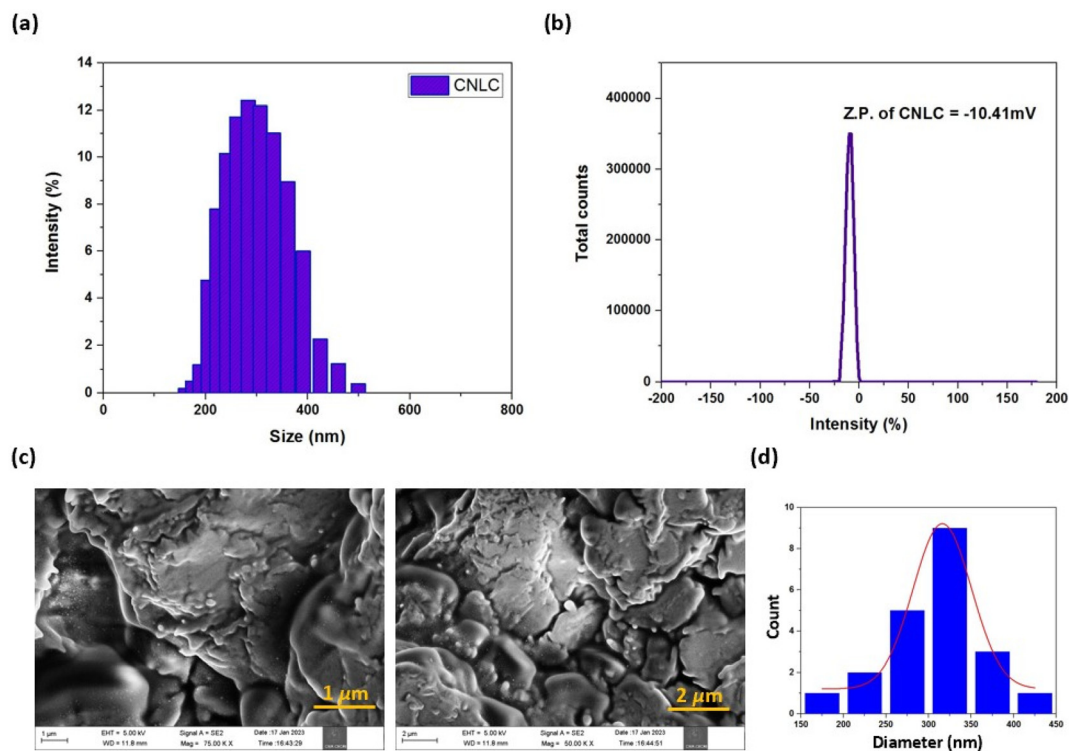 (a)
14
12
10
8
6
4
2
0
0 200 400 600 800
Intensity (%)
Size (nm)
CNLC
(b)
400000
300000
200000
100000
0
-200 -150 -100 -50 0 50 100 150 200
Total counts
Intensity (%)
Z.P. of CNLC = -10.41mV
(c)
1 µm
1 µm
EHT = 5.00 kV
WD = 11.8 mm
Signal A = SE2
Mag = 75.00 K X
Date :17 Jan 2023
Time :16:43:29
2 µm
2 µm
EHT = 5.00 kV
WD = 11.8 mm
Signal A = SE2
Mag = 50.00 K X
Date :17 Jan 2023
Time :16:44:51
(d)
10
8
6
4
2
0
150 200 250 300 350 400 450
Count
Diameter (nm)